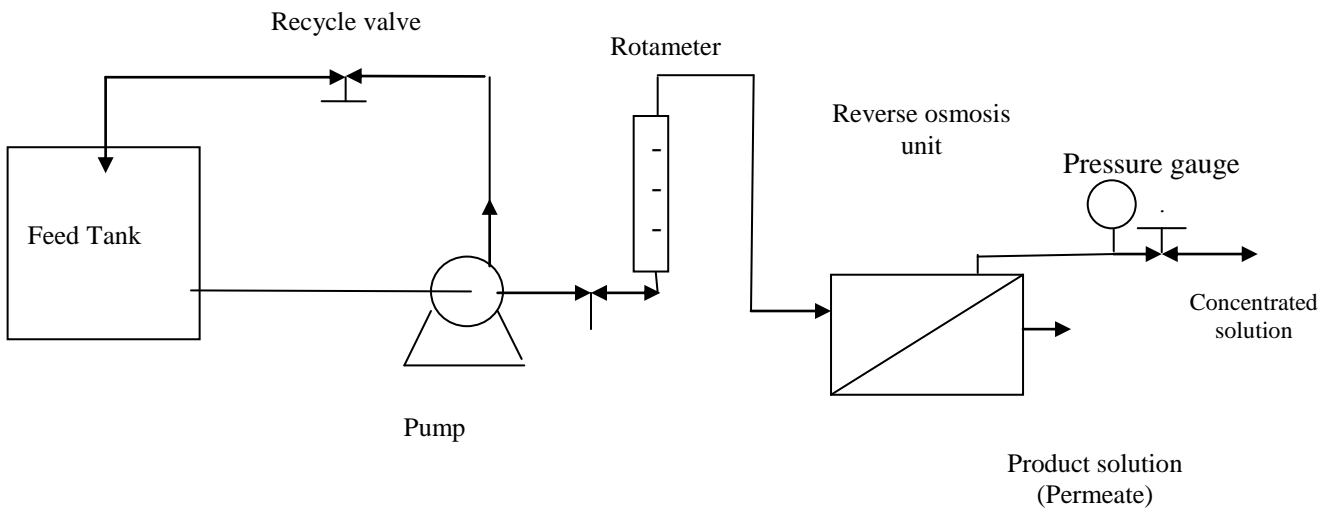 Recycle valve
Rotameter
Reverse osmosis
unit
Pressure gauge
Feed Tank
Concentrated
solution
Pump
Product solution
(Permeate)